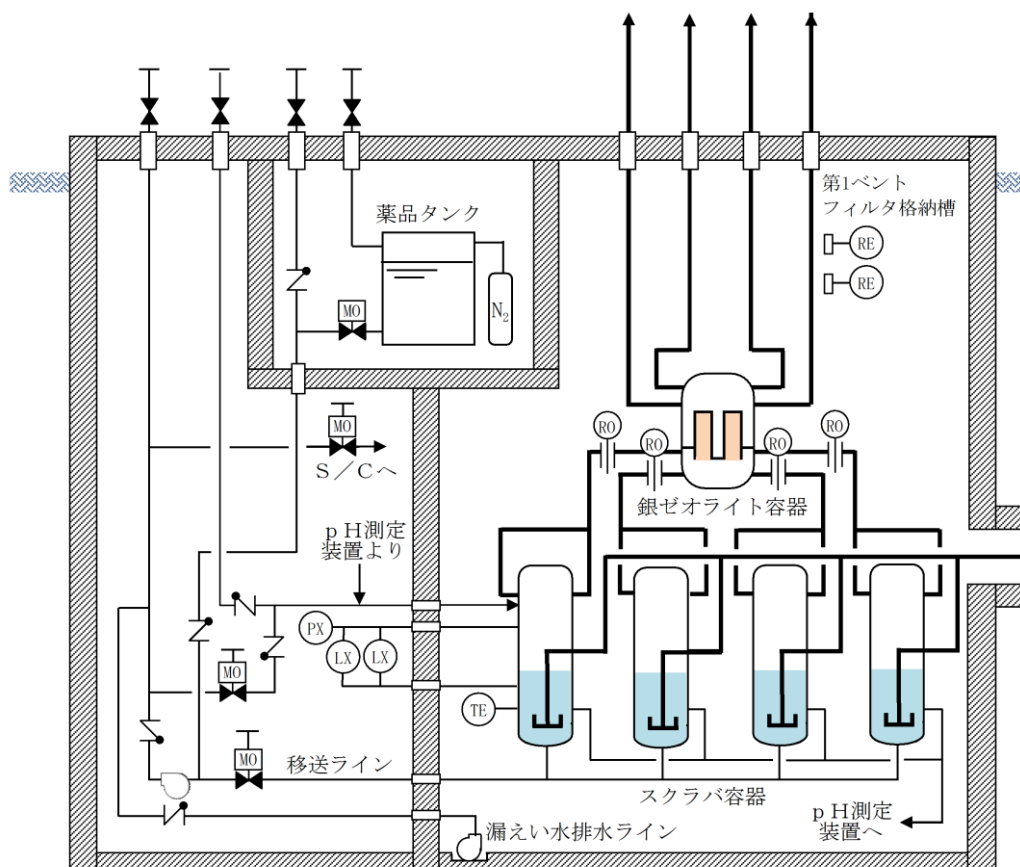 第1ベント
フィルタ格納槽
RE
RE
薬品タンク
MO
N₂
MO
S/Cへ
RO
RO
RO
RO
銀ゼオライト容器
pH測定
装置より
PX
LX
LX
MO
TE
MO
移送ライン
スクラバ容器
pH測定
装置へ
漏えい水排水ライン